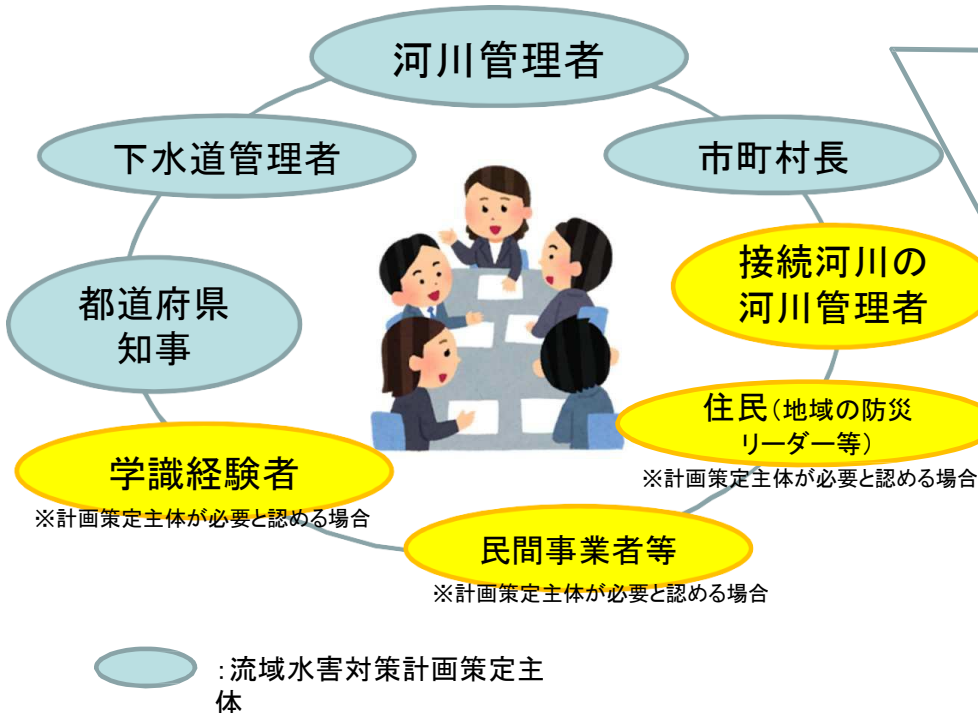 河川管理者
下水道管理者
市町村長
都道府県
知事
接続河川の
河川管理者
住民（地域の防災
リーダー等）
※計画策定主体が必要と認める場合
学識経験者
※計画策定主体が必要と認める場合
民間事業者等
※計画策定主体が必要と認める場合
：流域水害対策計画策定主
体